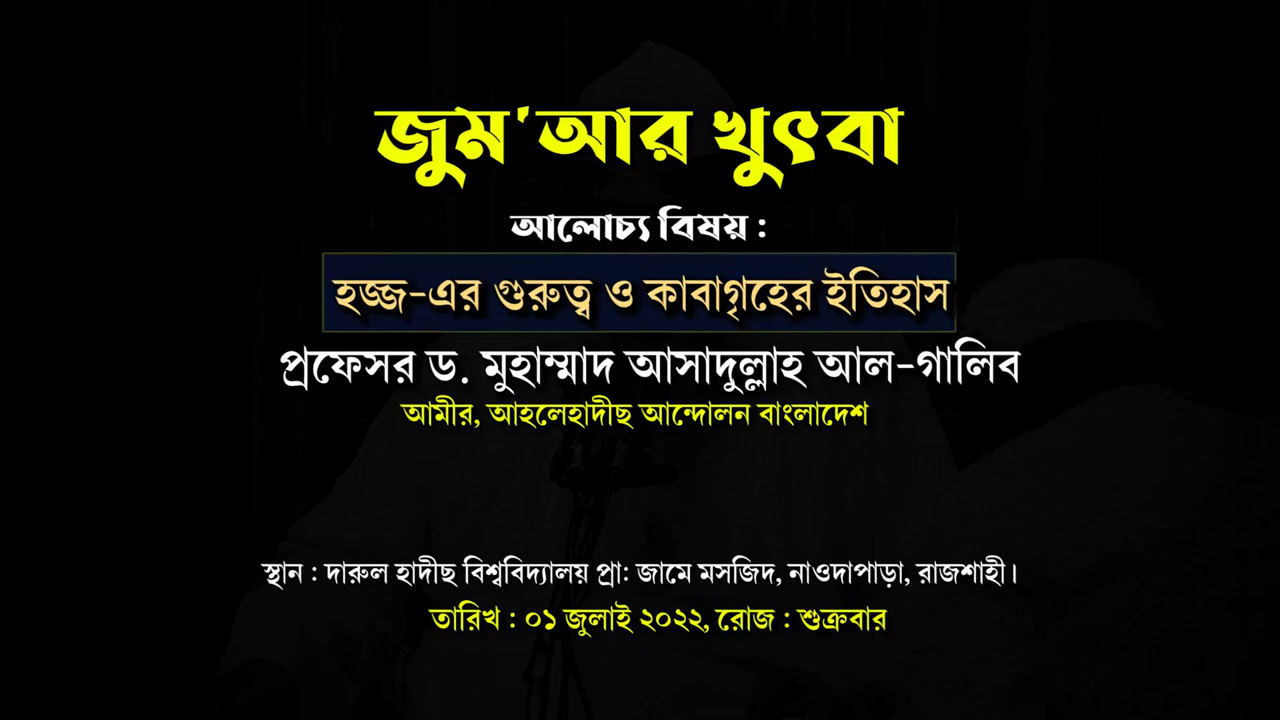 জুম'আর খুৎবা
আলোচ্য বিষয় :
হজ্জ-এর গুরুত্ব ও কাবাগৃহের ইতিহাস
প্রফেসর ড. মুহাম্মাদ আসাদুল্লাহ আল-গালিব
আমীর, আহলেহাদীছ আন্দোলন বাংলাদেশ
স্থান : দারুল হাদীছ বিশ্ববিদ্যালয় প্রা: জামে মসজিদ, নাওদাপাড়া, রাজশাহী।
তারিখ : ০১ জুলাই ২০২২, রোজ : শুক্রবার